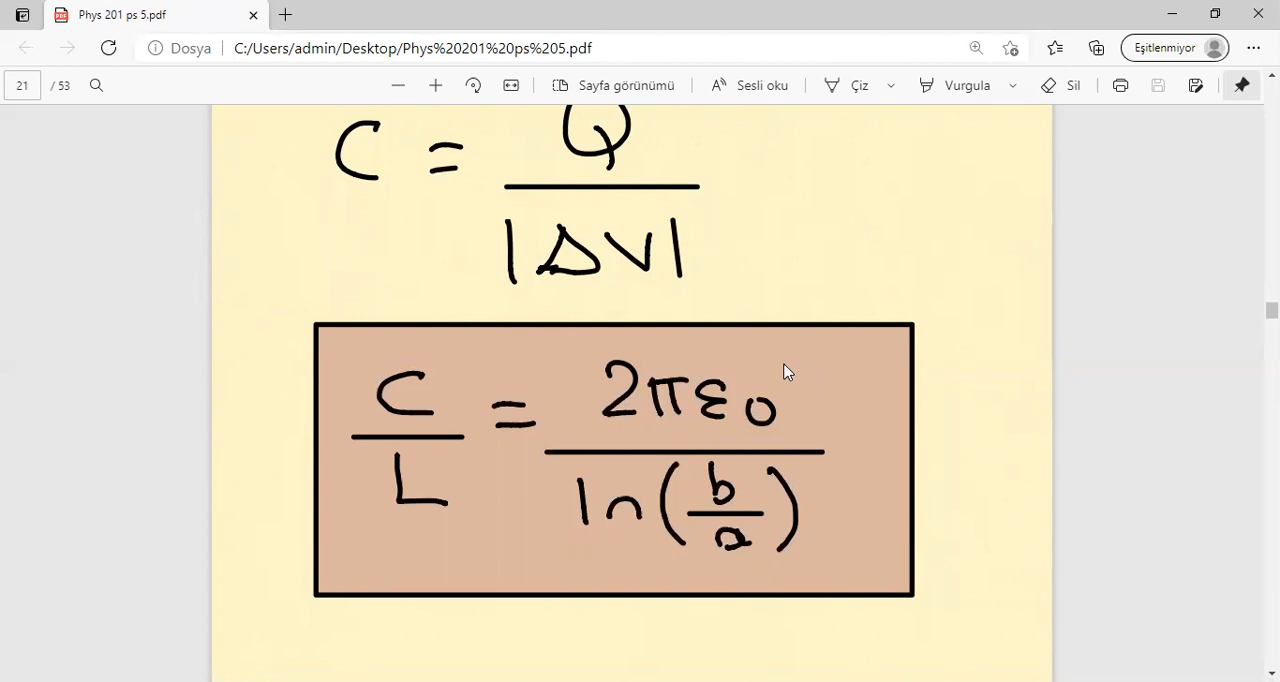 Phys 201 ps 5.pdf
Dosya C:/Users/admin/Desktop/Phys%20201%20ps%205.pdf
Eşitlenmiyor
21 / 53
Sayfa görünümü
Sesli oku
Çiz
Vurgula
Sil
C = Q / |ΔV|
C / L = 2πε0 / ln(b/a)